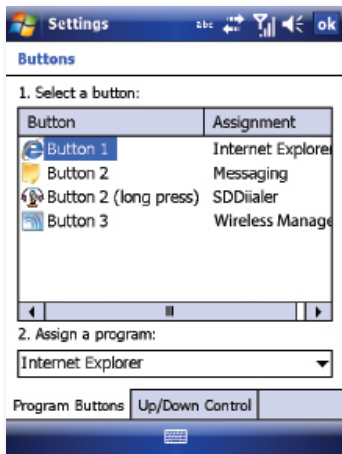 Settings abc ok
Buttons
1. Select a button:
Button Assignment
Button 1 Internet Explorer
Button 2 Messaging
Button 2 (long press) SDDiialer
Button 3 Wireless Manage
2. Assign a program:
Internet Explorer
Program Buttons Up/Down Control